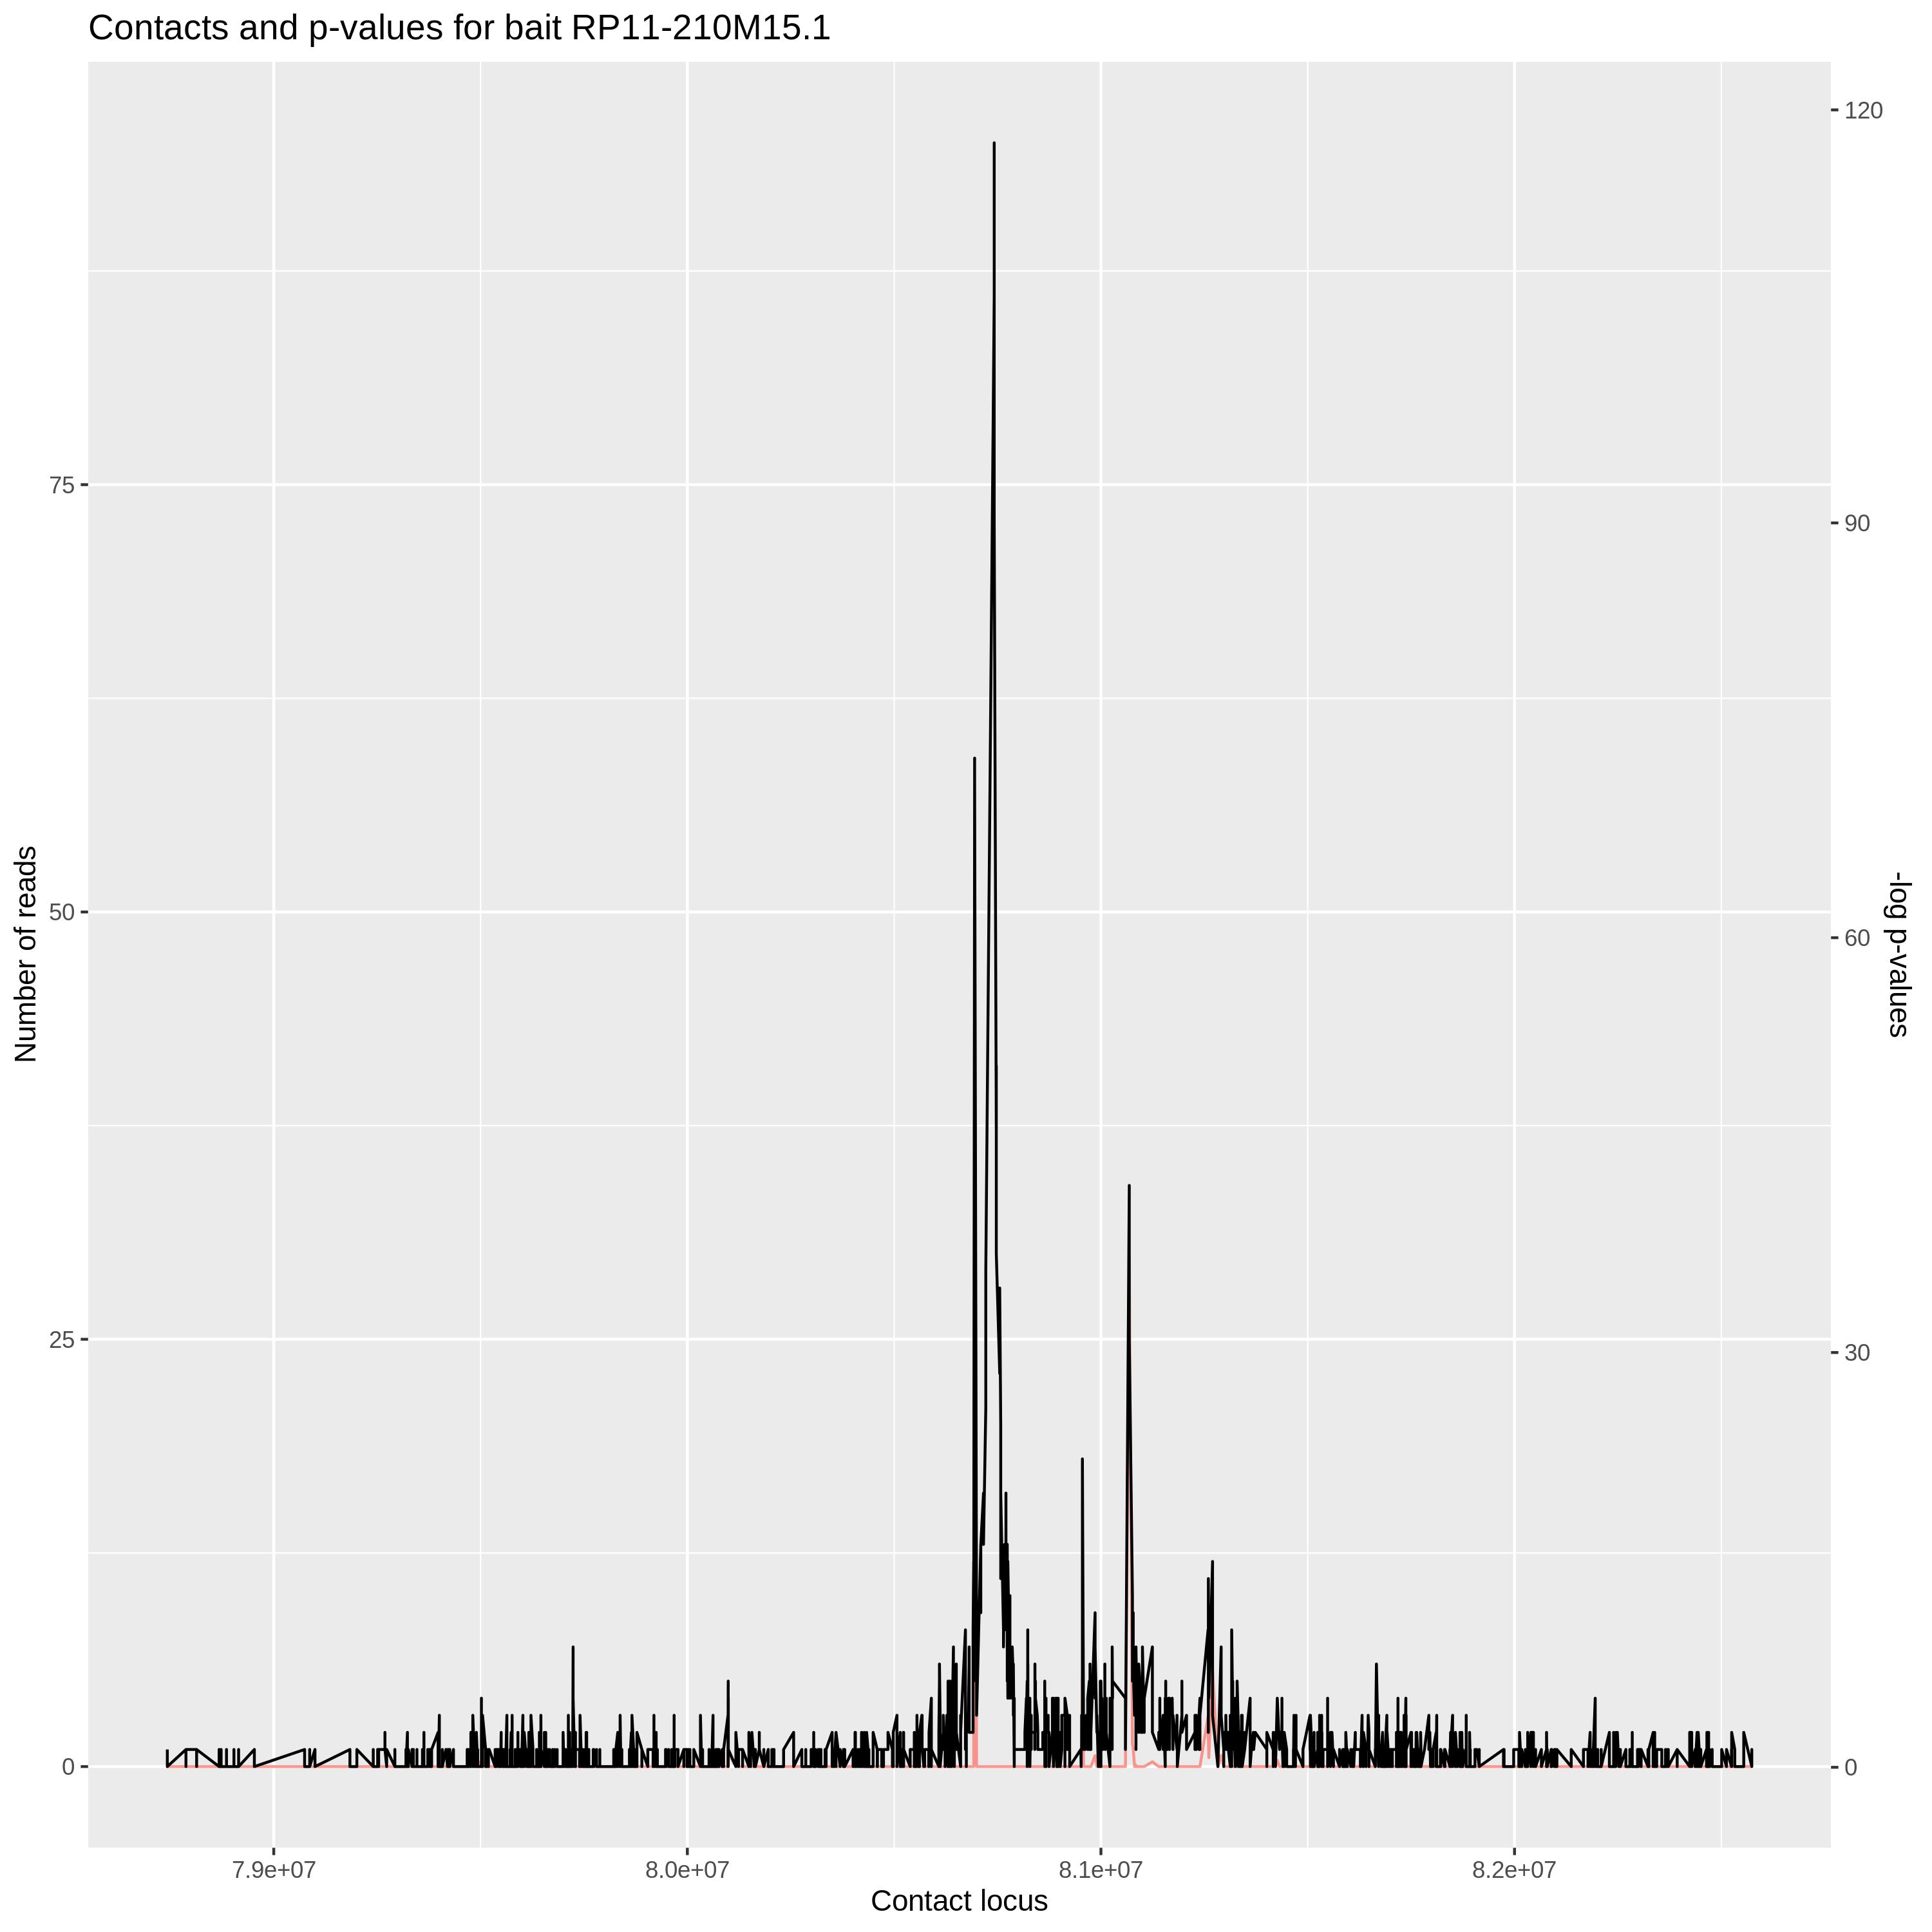 Contacts and p-values for bait RP11-210M15.1
Number of reads
75
50
25
0
120
90
60
30
0
-log p-values
7.9e+07
8.0e+07
8.1e+07
8.2e+07
Contact locus